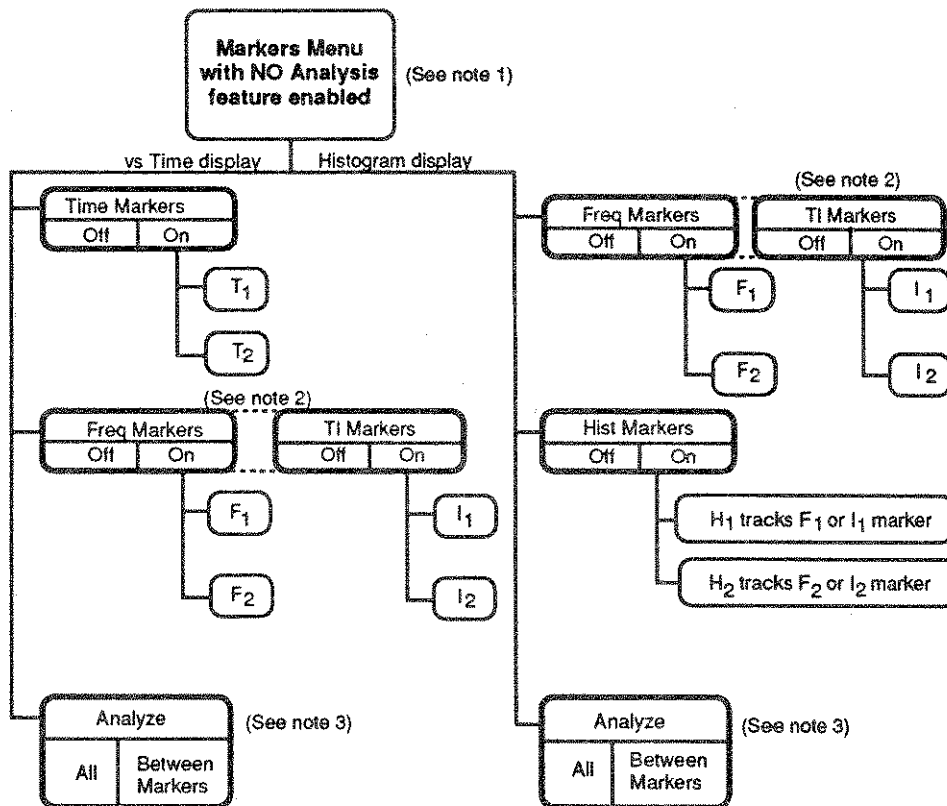 Markers Menu
with NO Analysis
feature enabled
(See note 1)
vs Time display
Histogram display
Time Markers
Off On
T1
T2
(See note 2)
Freq Markers
Off On
TI Markers
Off On
F1
F2
I1
I2
Analyze
All
Between
Markers
(See note 3)
(See note 2)
Freq Markers
Off On
TI Markers
Off On
F1
F2
I1
I2
Hist Markers
Off On
H1 tracks F1 or I1 marker
H2 tracks F2 or I2 marker
Analyze
All
Between
Markers
(See note 3)